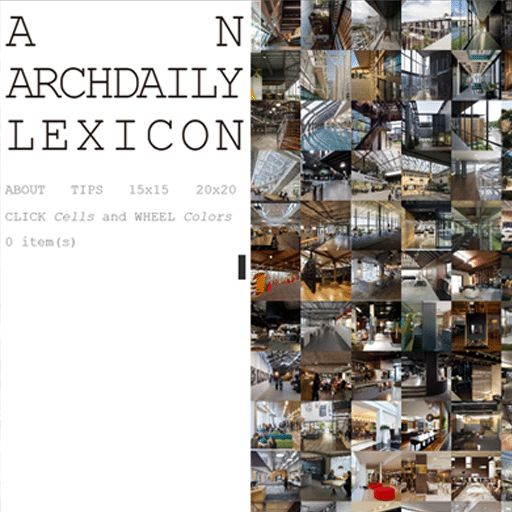 A N
ARCHDAILY
LEXICON
ABOUT TIPS 15x15 20x20
CLICK Cells and WHEEL Colors
0 item(s)